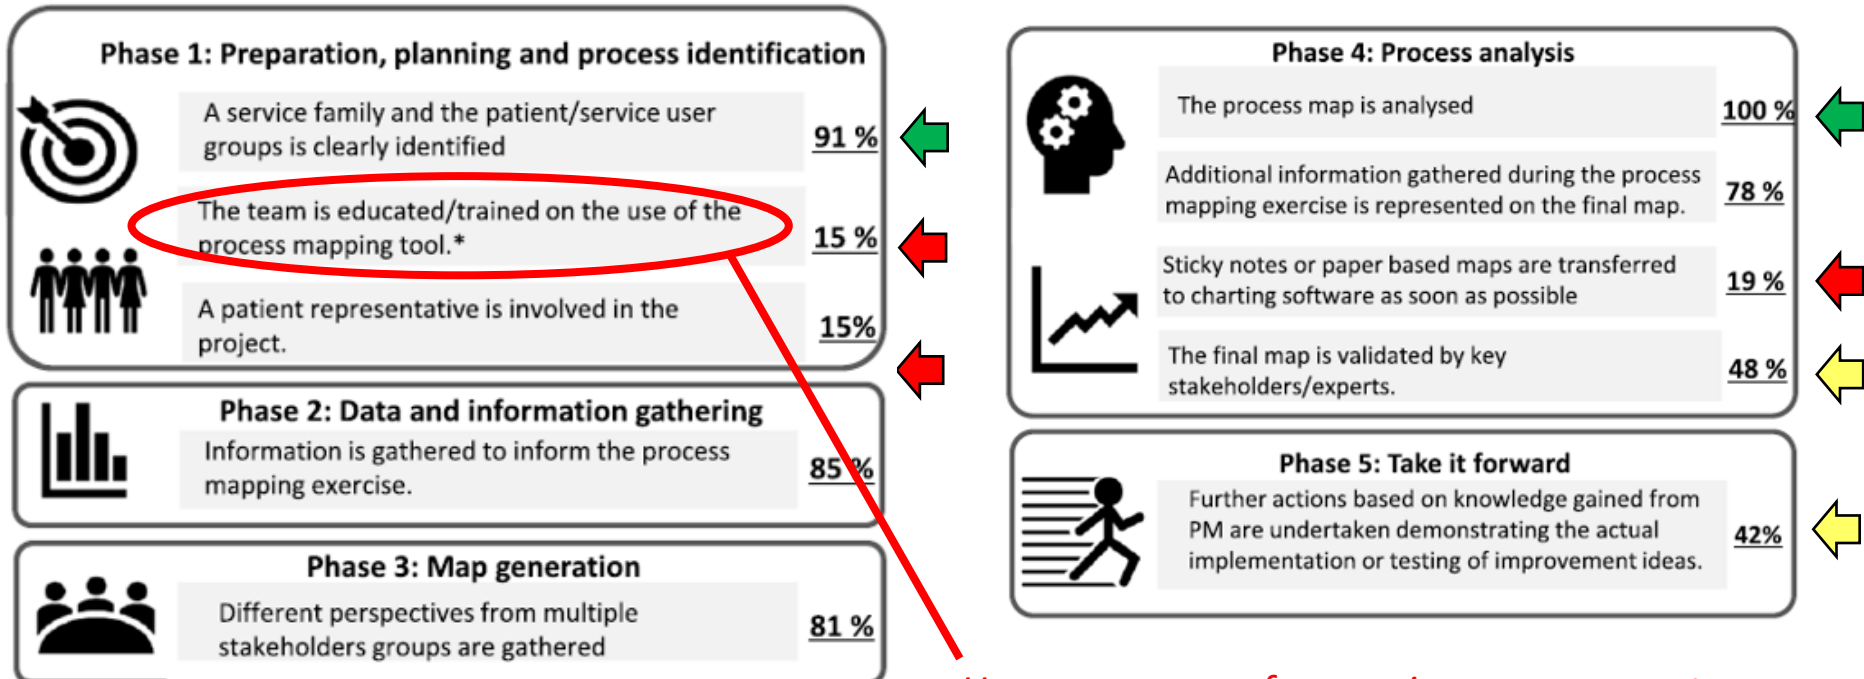 Phase 1: Preparation, planning and process identification
A service family and the patient/service user
groups is clearly identified
91 %
The team is educated/trained on the use of the
process mapping tool.*
15 %
A patient representative is involved in the
project.
15%
Phase 2: Data and information gathering
Information is gathered to inform the process
mapping exercise.
85 %
Phase 3: Map generation
Different perspectives from multiple
stakeholders groups are gathered
81 %
Phase 4: Process analysis
The process map is analysed
100 %
Additional information gathered during the process
mapping exercise is represented on the final map.
78 %
Sticky notes or paper based maps are transferred
to charting software as soon as possible
19 %
The final map is validated by key
stakeholders/experts.
48 %
Phase 5: Take it forward
Further actions based on knowledge gained from
PM are undertaken demonstrating the actual
implementation or testing of improvement ideas.
42%